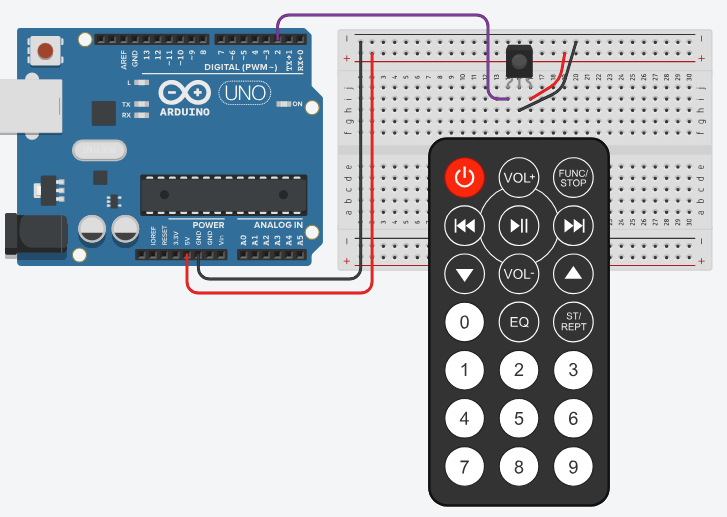 AREF
GND
13
12
~11
~10
~9
8
7
~6
~5
4
~3
2
TX→1
RX←0
DIGITAL (PWM~)
L
TX
RX
ARDUINO
UNO
ON
POWER
ANALOG IN
IOREF
RESET
3.3V
5V
GND
GND
Vin
A0
A1
A2
A3
A4
A5
j
i
h
g
f
e
d
c
b
a
VOL+
FUNC/
STOP
VOL-
0
EQ
ST/
REPT
1 2 3
4 5 6
7 8 9